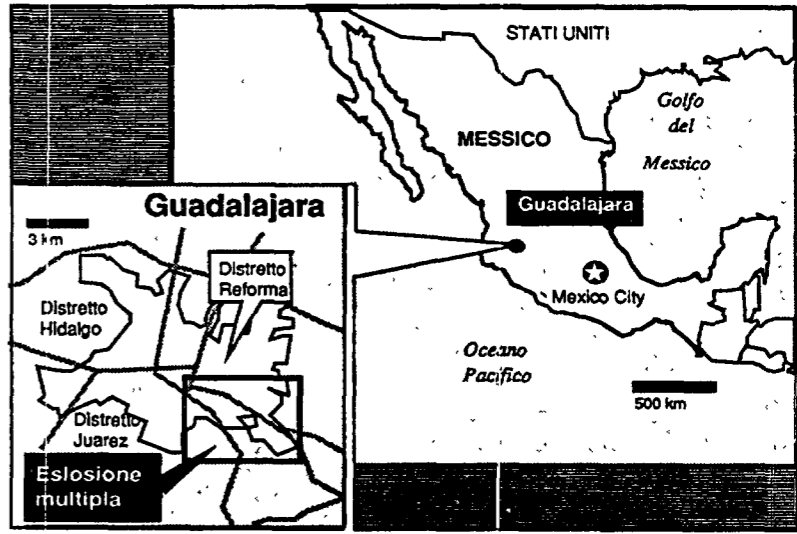 STATI UNITI
Golfo
del
Messico
MESSICO
Guadalajara
Mexico City
Oceano
Pacifico
500 km
Guadalajara
3 km
Distretto
Reforma
Distretto
Hidalgo
Distretto
Juarez
Eslosione
multipla